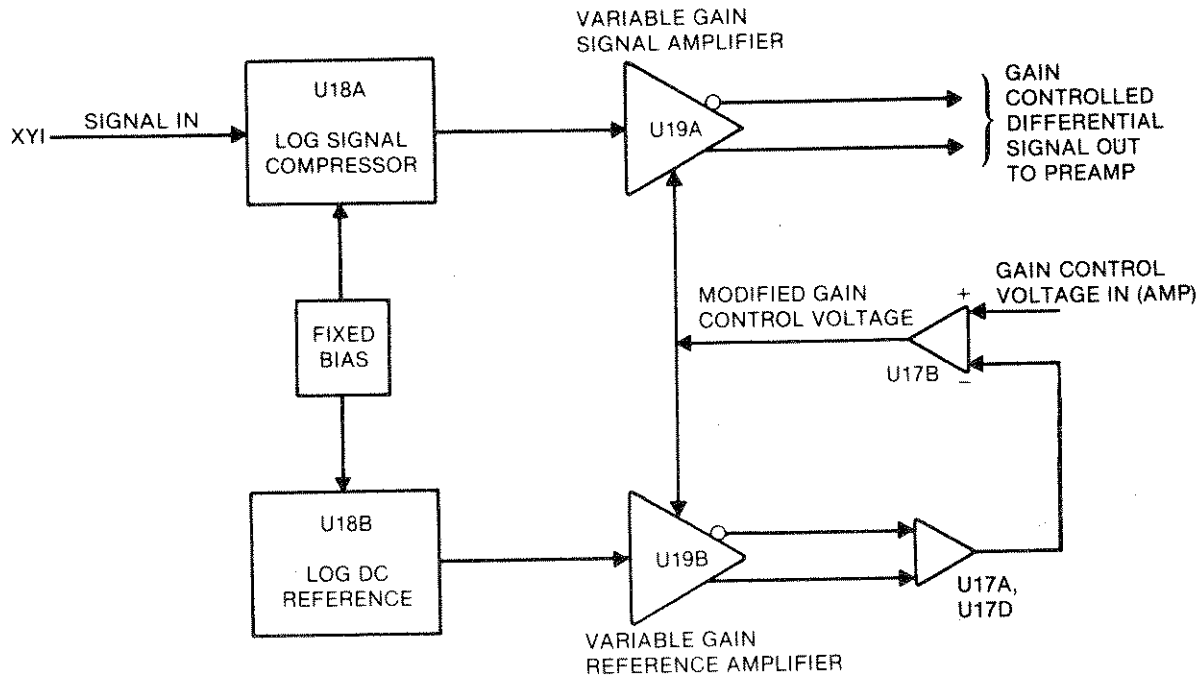 VARIABLE GAIN
SIGNAL AMPLIFIER
XYI
SIGNAL IN
U18A
LOG SIGNAL
COMPRESSOR
U19A
GAIN
CONTROLLED
DIFFERENTIAL
SIGNAL OUT
TO PREAMP
FIXED
BIAS
MODIFIED GAIN
CONTROL VOLTAGE
GAIN CONTROL
VOLTAGE IN (AMP)
+
U17B
−
U18B
LOG DC
REFERENCE
U19B
U17A,
U17D
VARIABLE GAIN
REFERENCE AMPLIFIER